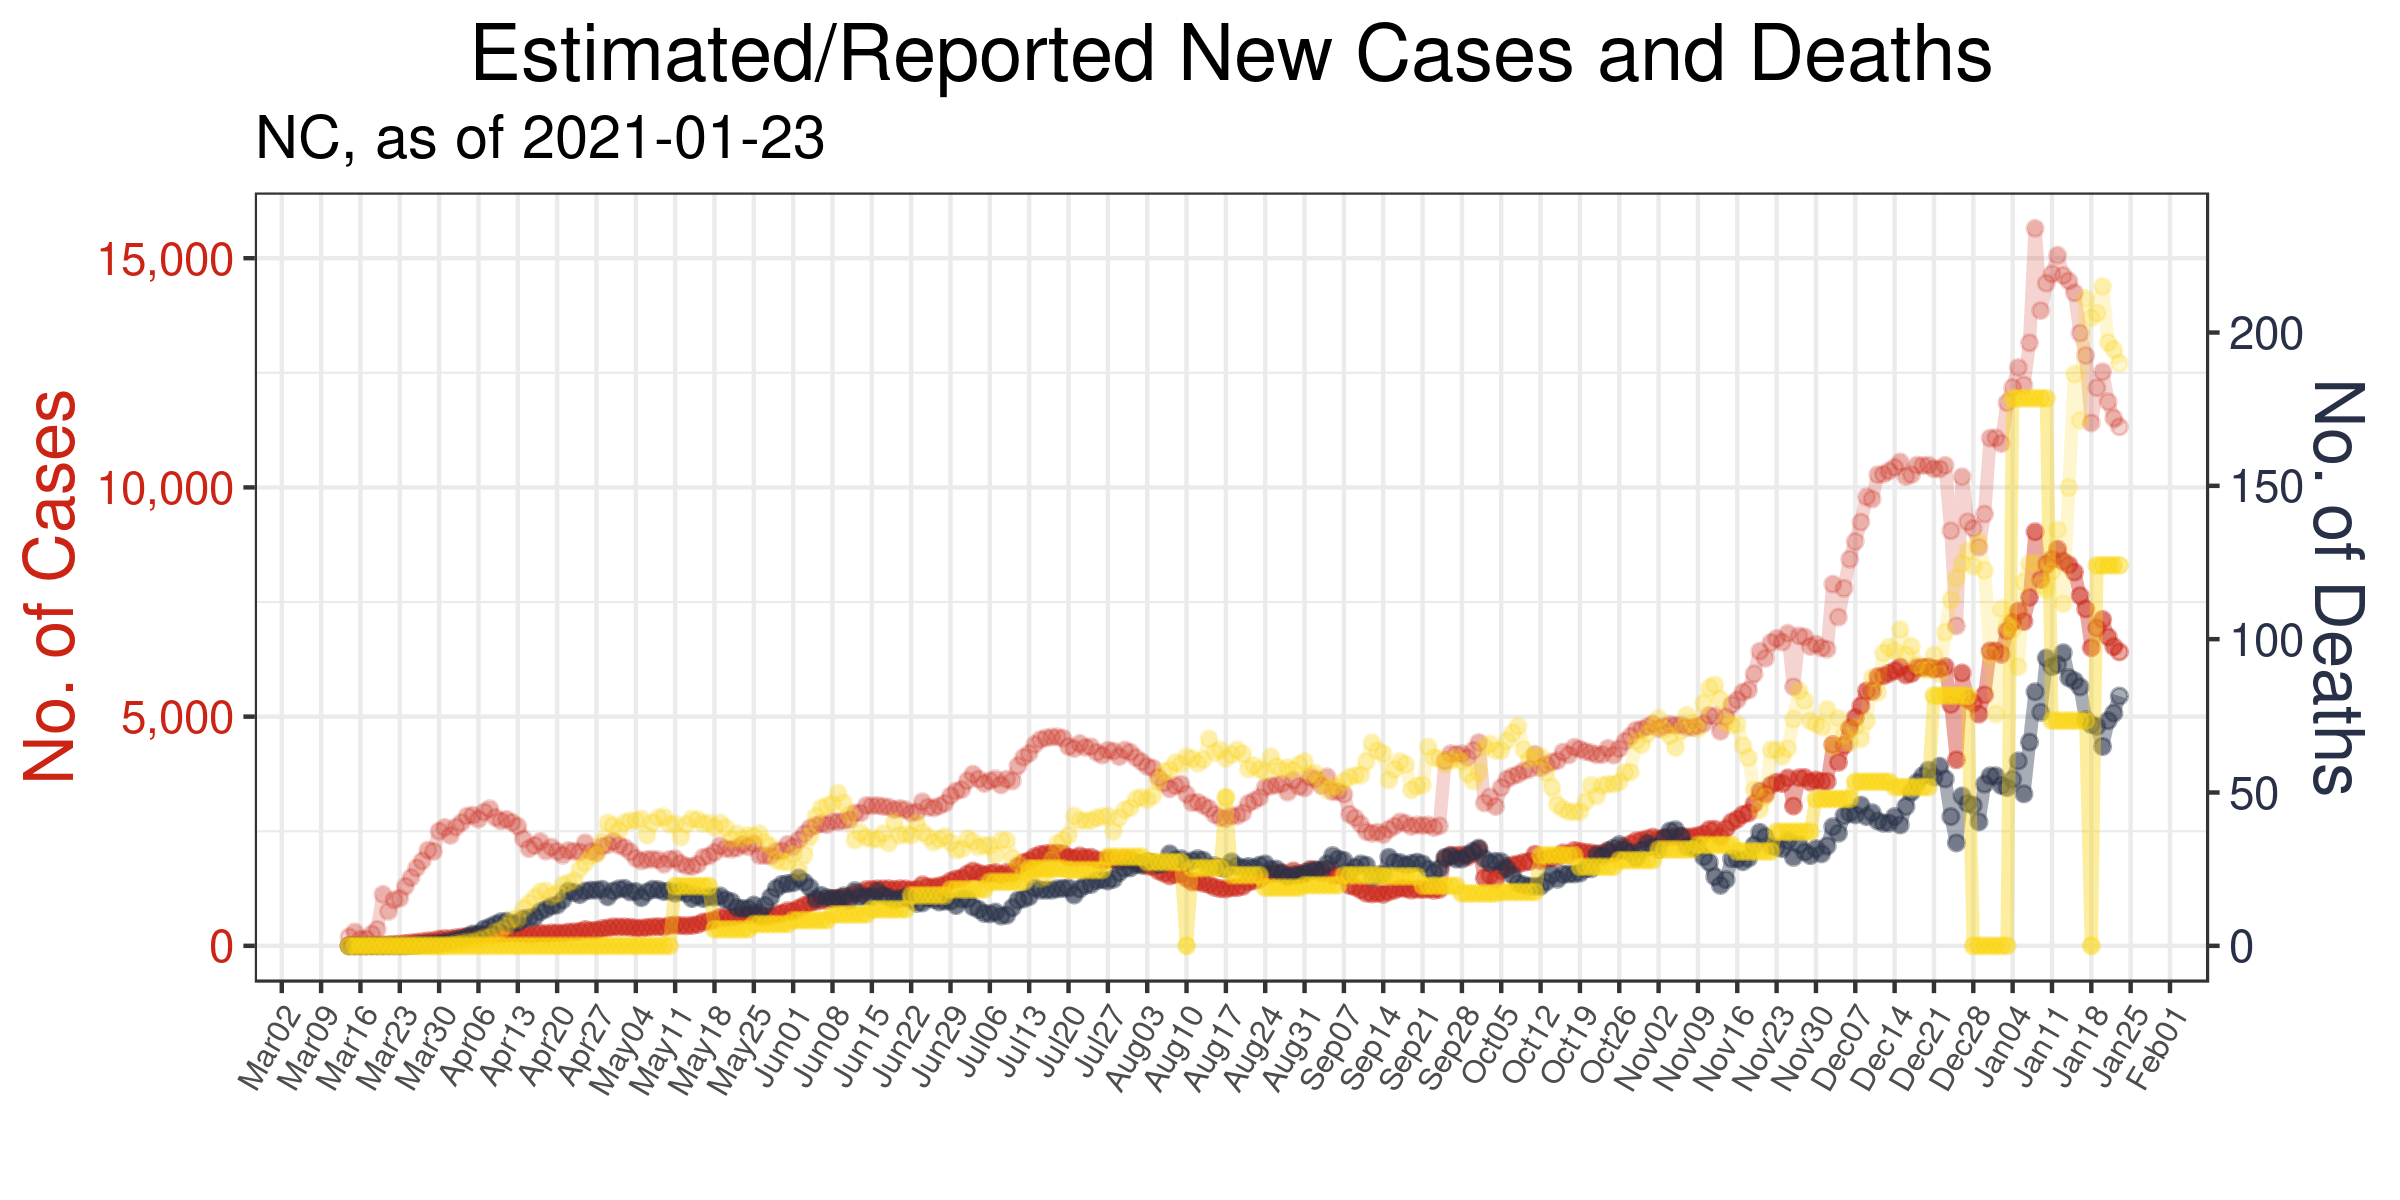 Estimated/Reported New Cases and Deaths
NC, as of 2021-01-23
No. of Cases
15,000
10,000
5,000
0
200
150
100
50
0
No. of Deaths
Mar02
Mar09
Mar16
Mar23
Mar30
Apr06
Apr13
Apr20
Apr27
May04
May11
May18
May25
Jun01
Jun08
Jun15
Jun22
Jun29
Jul06
Jul13
Jul20
Jul27
Aug03
Aug10
Aug17
Aug24
Aug31
Sep07
Sep14
Sep21
Sep28
Oct05
Oct12
Oct19
Oct26
Nov02
Nov09
Nov16
Nov23
Nov30
Dec07
Dec14
Dec21
Dec28
Jan04
Jan11
Jan18
Jan25
Feb01